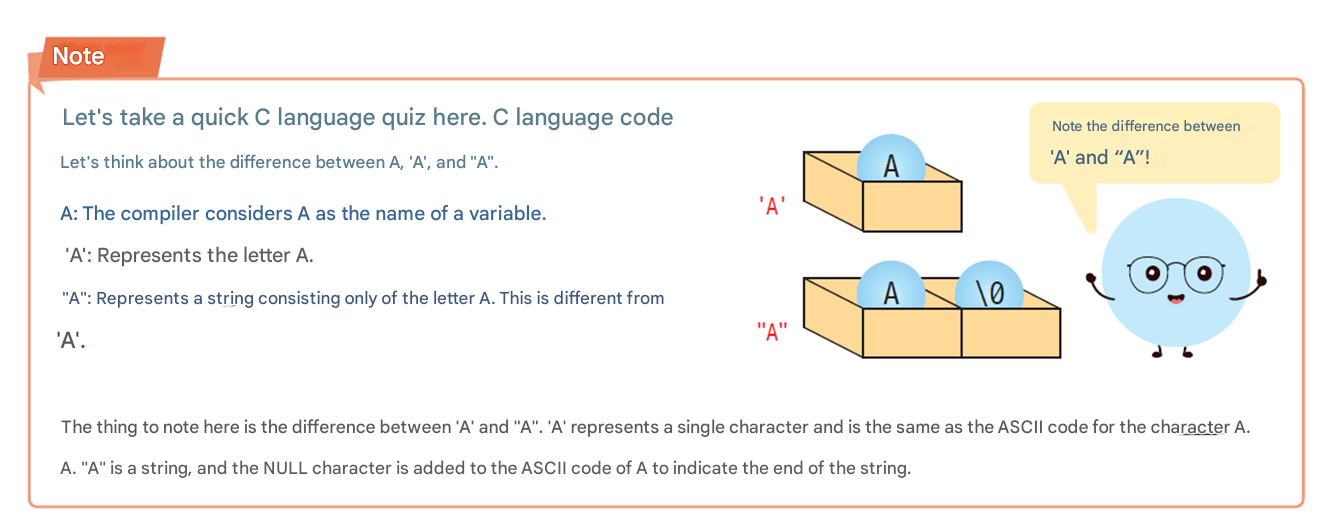 Note
Let's take a quick C language quiz here. C language code
Let's think about the difference between A, 'A', and "A".
A: The compiler considers A as the name of a variable.
'A': Represents the letter A.
"A": Represents a string consisting only of the letter A. This is different from
'A'.
'A'
A
"A"
A
\0
Note the difference between
'A' and “A”!
The thing to note here is the difference between 'A' and "A". 'A' represents a single character and is the same as the ASCII code for the character A.
A. "A" is a string, and the NULL character is added to the ASCII code of A to indicate the end of the string.